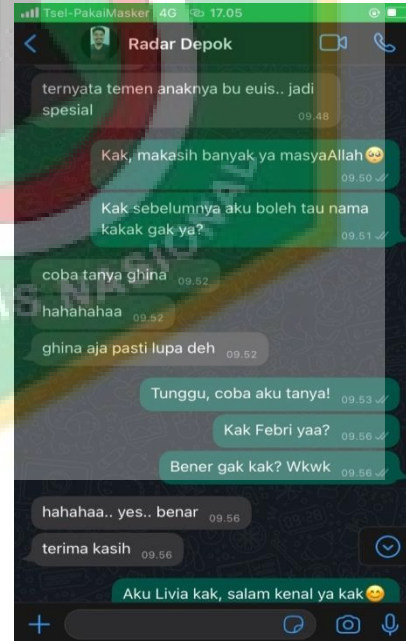 Tsel-PakaiMasker 4G 17.05
Radar Depok
ternyata temen anaknya bu euis.. jadi
spesial
09.48
Kak, makasih banyak ya masyaAllah🥺
09.50
Kak sebelumnya aku boleh tau nama
kakak gak ya?
09.51
coba tanya ghina 09.52
hahahahaa 09.52
ghina aja pasti lupa deh 09.52
S NASIONAL
Tunggu, coba aku tanya! 09.53
Kak Febri yaa? 09.56
Bener gak kak? Wkwk 09.56
hahahaa.. yes.. benar 09.56
terima kasih 09.56
Aku Livia kak, salam kenal ya kak😊